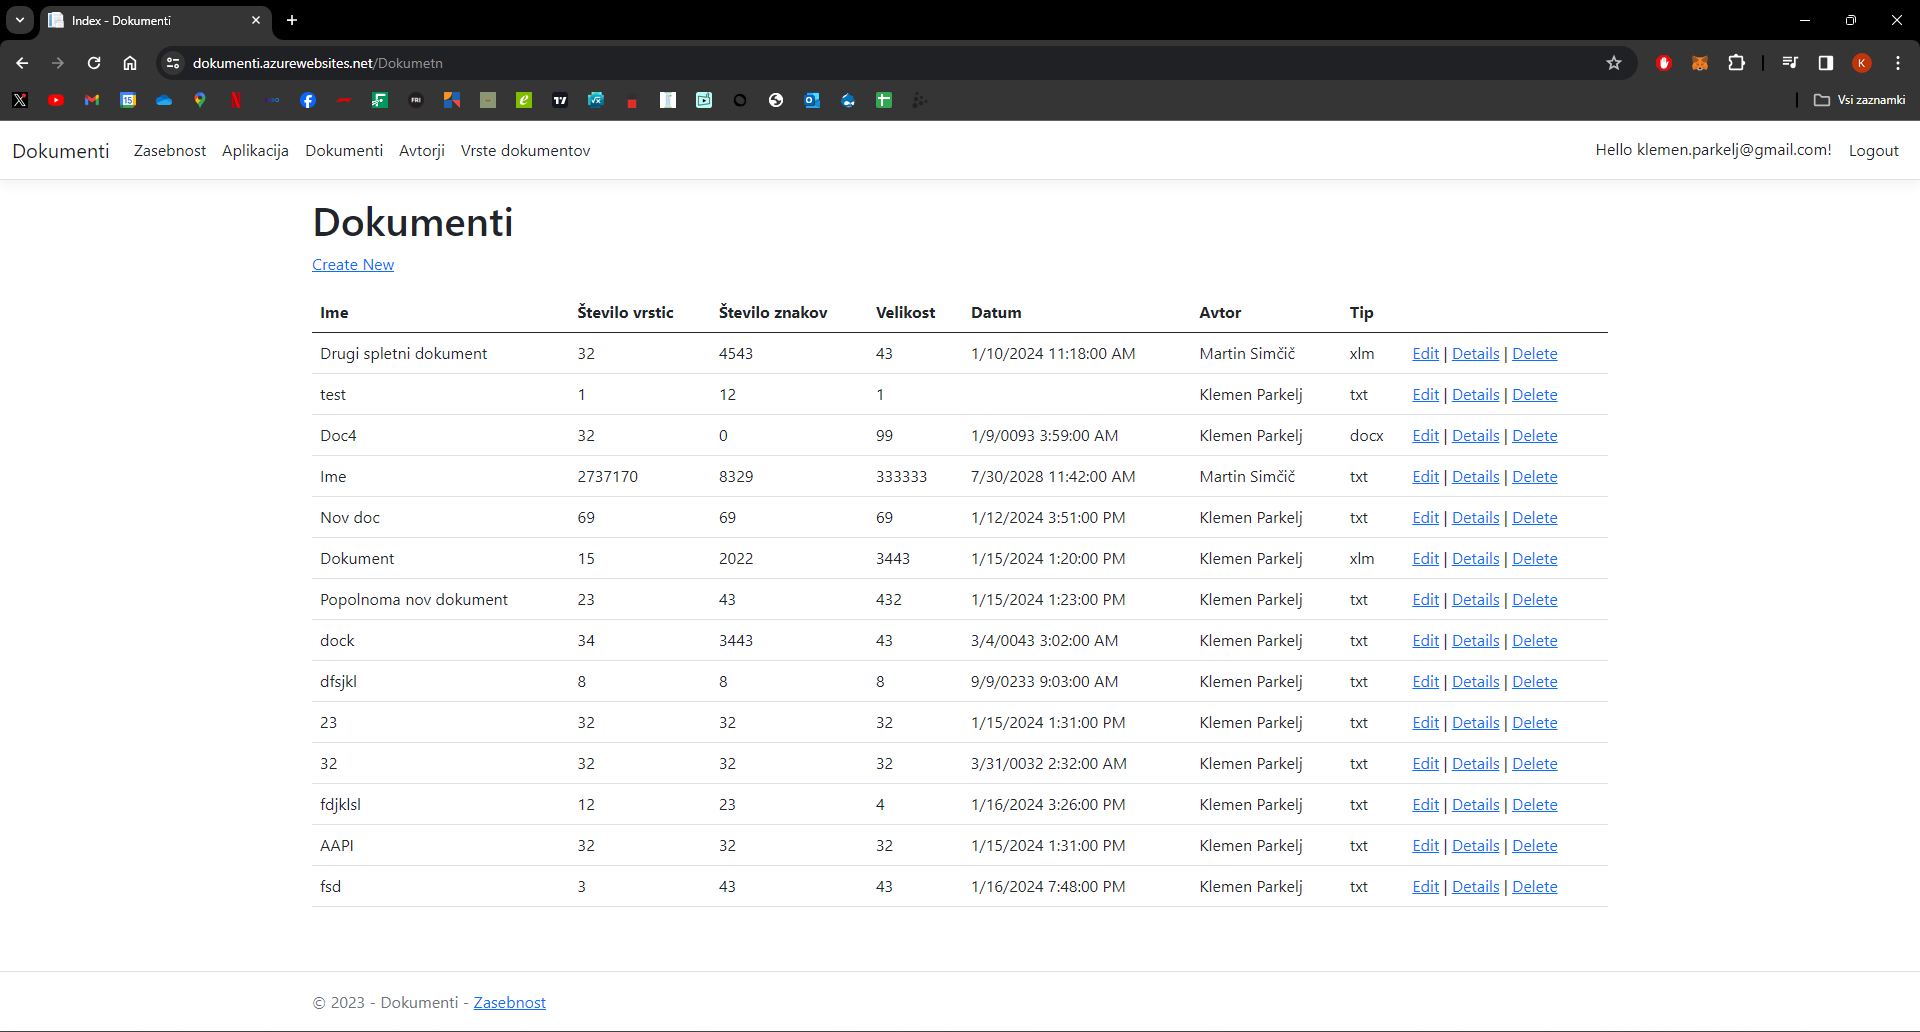 Index - Dokumenti
dokumenti.azurewebsites.net/Dokumetn
K
Vsi zaznamki
Dokumenti Zasebnost Aplikacija Dokumenti Avtorji Vrste dokumentov Hello klemen.parkelj@gmail.com! Logout
Dokumenti
Create New
Ime Število vrstic Število znakov Velikost Datum Avtor Tip
Drugi spletni dokument 32 4543 43 1/10/2024 11:18:00 AM Martin Simčič xlm Edit | Details | Delete
test 1 12 1 Klemen Parkelj txt Edit | Details | Delete
Doc4 32 0 99 1/9/0093 3:59:00 AM Klemen Parkelj docx Edit | Details | Delete
Ime 2737170 8329 333333 7/30/2028 11:42:00 AM Martin Simčič txt Edit | Details | Delete
Nov doc 69 69 69 1/12/2024 3:51:00 PM Klemen Parkelj txt Edit | Details | Delete
Dokument 15 2022 3443 1/15/2024 1:20:00 PM Klemen Parkelj xlm Edit | Details | Delete
Popolnoma nov dokument 23 43 432 1/15/2024 1:23:00 PM Klemen Parkelj txt Edit | Details | Delete
dock 34 3443 43 3/4/0043 3:02:00 AM Klemen Parkelj txt Edit | Details | Delete
dfsjkl 8 8 8 9/9/0233 9:03:00 AM Klemen Parkelj txt Edit | Details | Delete
23 32 32 32 1/15/2024 1:31:00 PM Klemen Parkelj txt Edit | Details | Delete
32 32 32 32 3/31/0032 2:32:00 AM Klemen Parkelj txt Edit | Details | Delete
fdjklsl 12 23 4 1/16/2024 3:26:00 PM Klemen Parkelj txt Edit | Details | Delete
AAPI 32 32 32 1/15/2024 1:31:00 PM Klemen Parkelj txt Edit | Details | Delete
fsd 3 43 43 1/16/2024 7:48:00 PM Klemen Parkelj txt Edit | Details | Delete
© 2023 - Dokumenti - Zasebnost